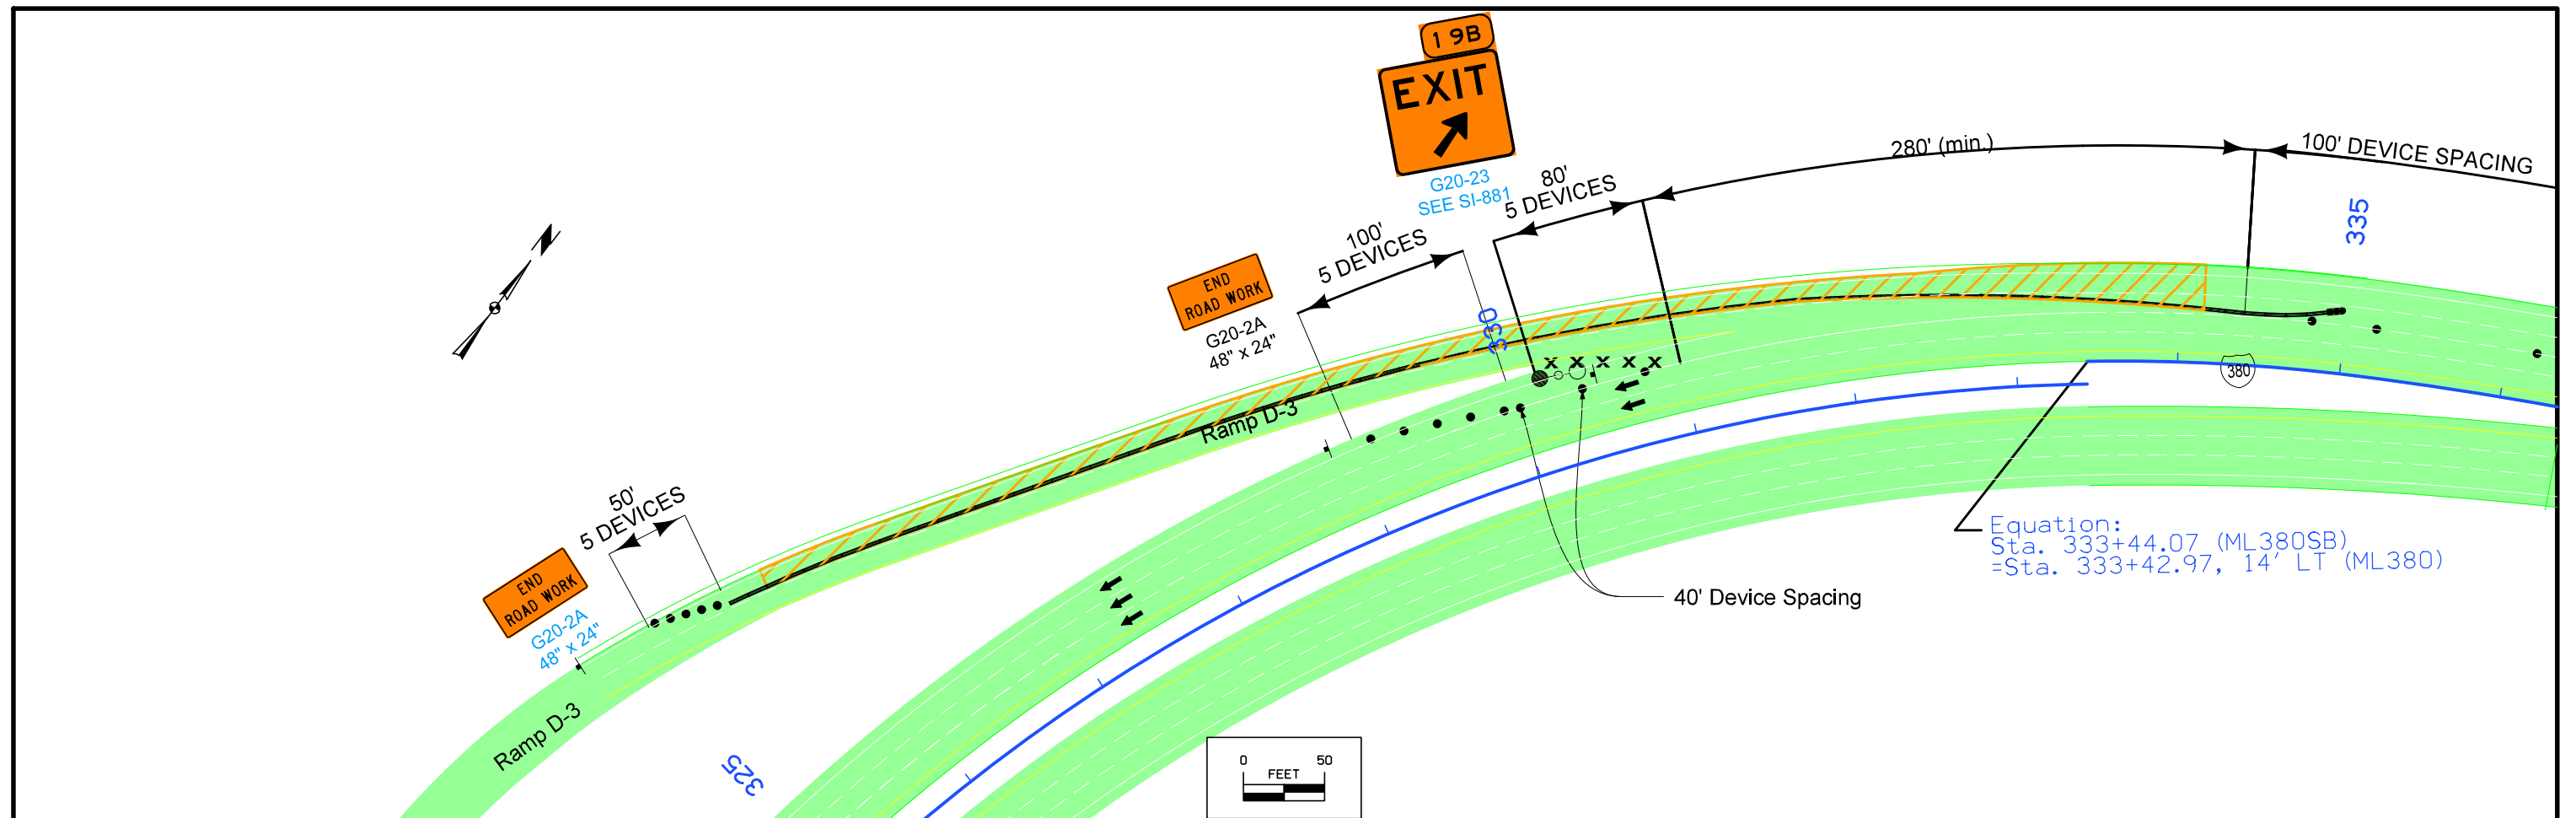 1 9B
EXIT
G20-23
SEE SI-881
80'
5 DEVICES
280' (min.)
100' DEVICE SPACING
335
100'
5 DEVICES
END
ROAD WORK
G20-2A
48" x 24"
330
380
Ramp D-3
50'
5 DEVICES
END
ROAD WORK
G20-2A
48" x 24"
Equation:
Sta. 333+44.07 (ML380SB)
=Sta. 333+42.97, 14' LT (ML380)
40' Device Spacing
Ramp D-3
325
0 50
FEET